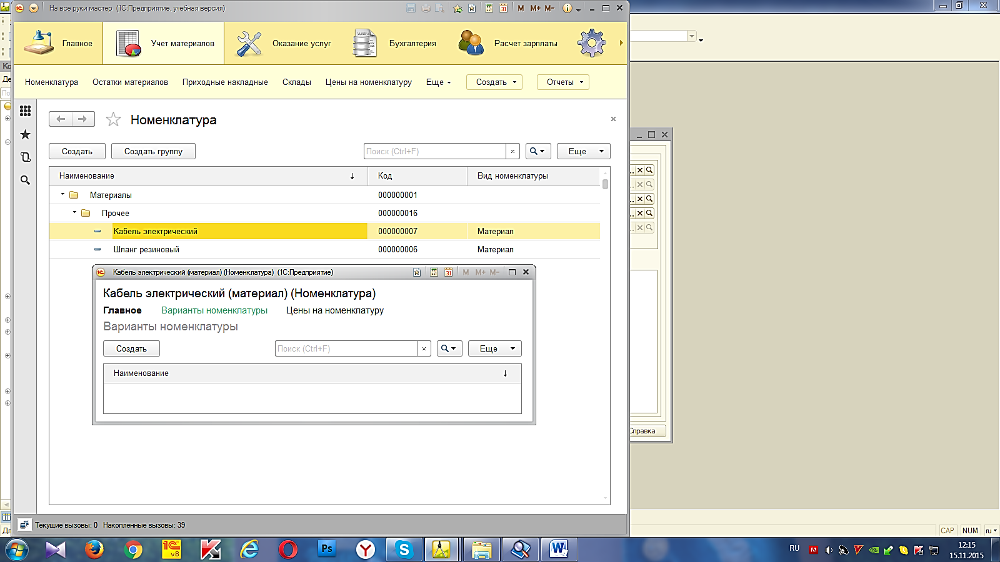 На все руки мастер (1С:Предприятие, учебная версия)
M M+ M-
Главное
Учет материалов
Оказание услуг
Бухгалтерия
Расчет зарплаты
Номенклатура Остатки материалов Приходные накладные Склады Цены на номенклатуру Еще Создать Отчеты
Номенклатура
Создать Создать группу Поиск (Ctrl+F) Еще
Наименование Код Вид номенклатуры
Материалы 000000001
Прочее 000000016
Кабель электрический 000000007 Материал
Шланг резиновый 000000006 Материал
Кабель электрический (материал) (Номенклатура) (1С:Предприятие)
31 M M+ M-
Кабель электрический (материал) (Номенклатура)
Главное Варианты номенклатуры Цены на номенклатуру
Варианты номенклатуры
Создать Поиск (Ctrl+F) Еще
Наименование
Справка
Текущие вызовы: 0 Накопленные вызовы: 39
CAP NUM ru
RU 12:15
15.11.2015